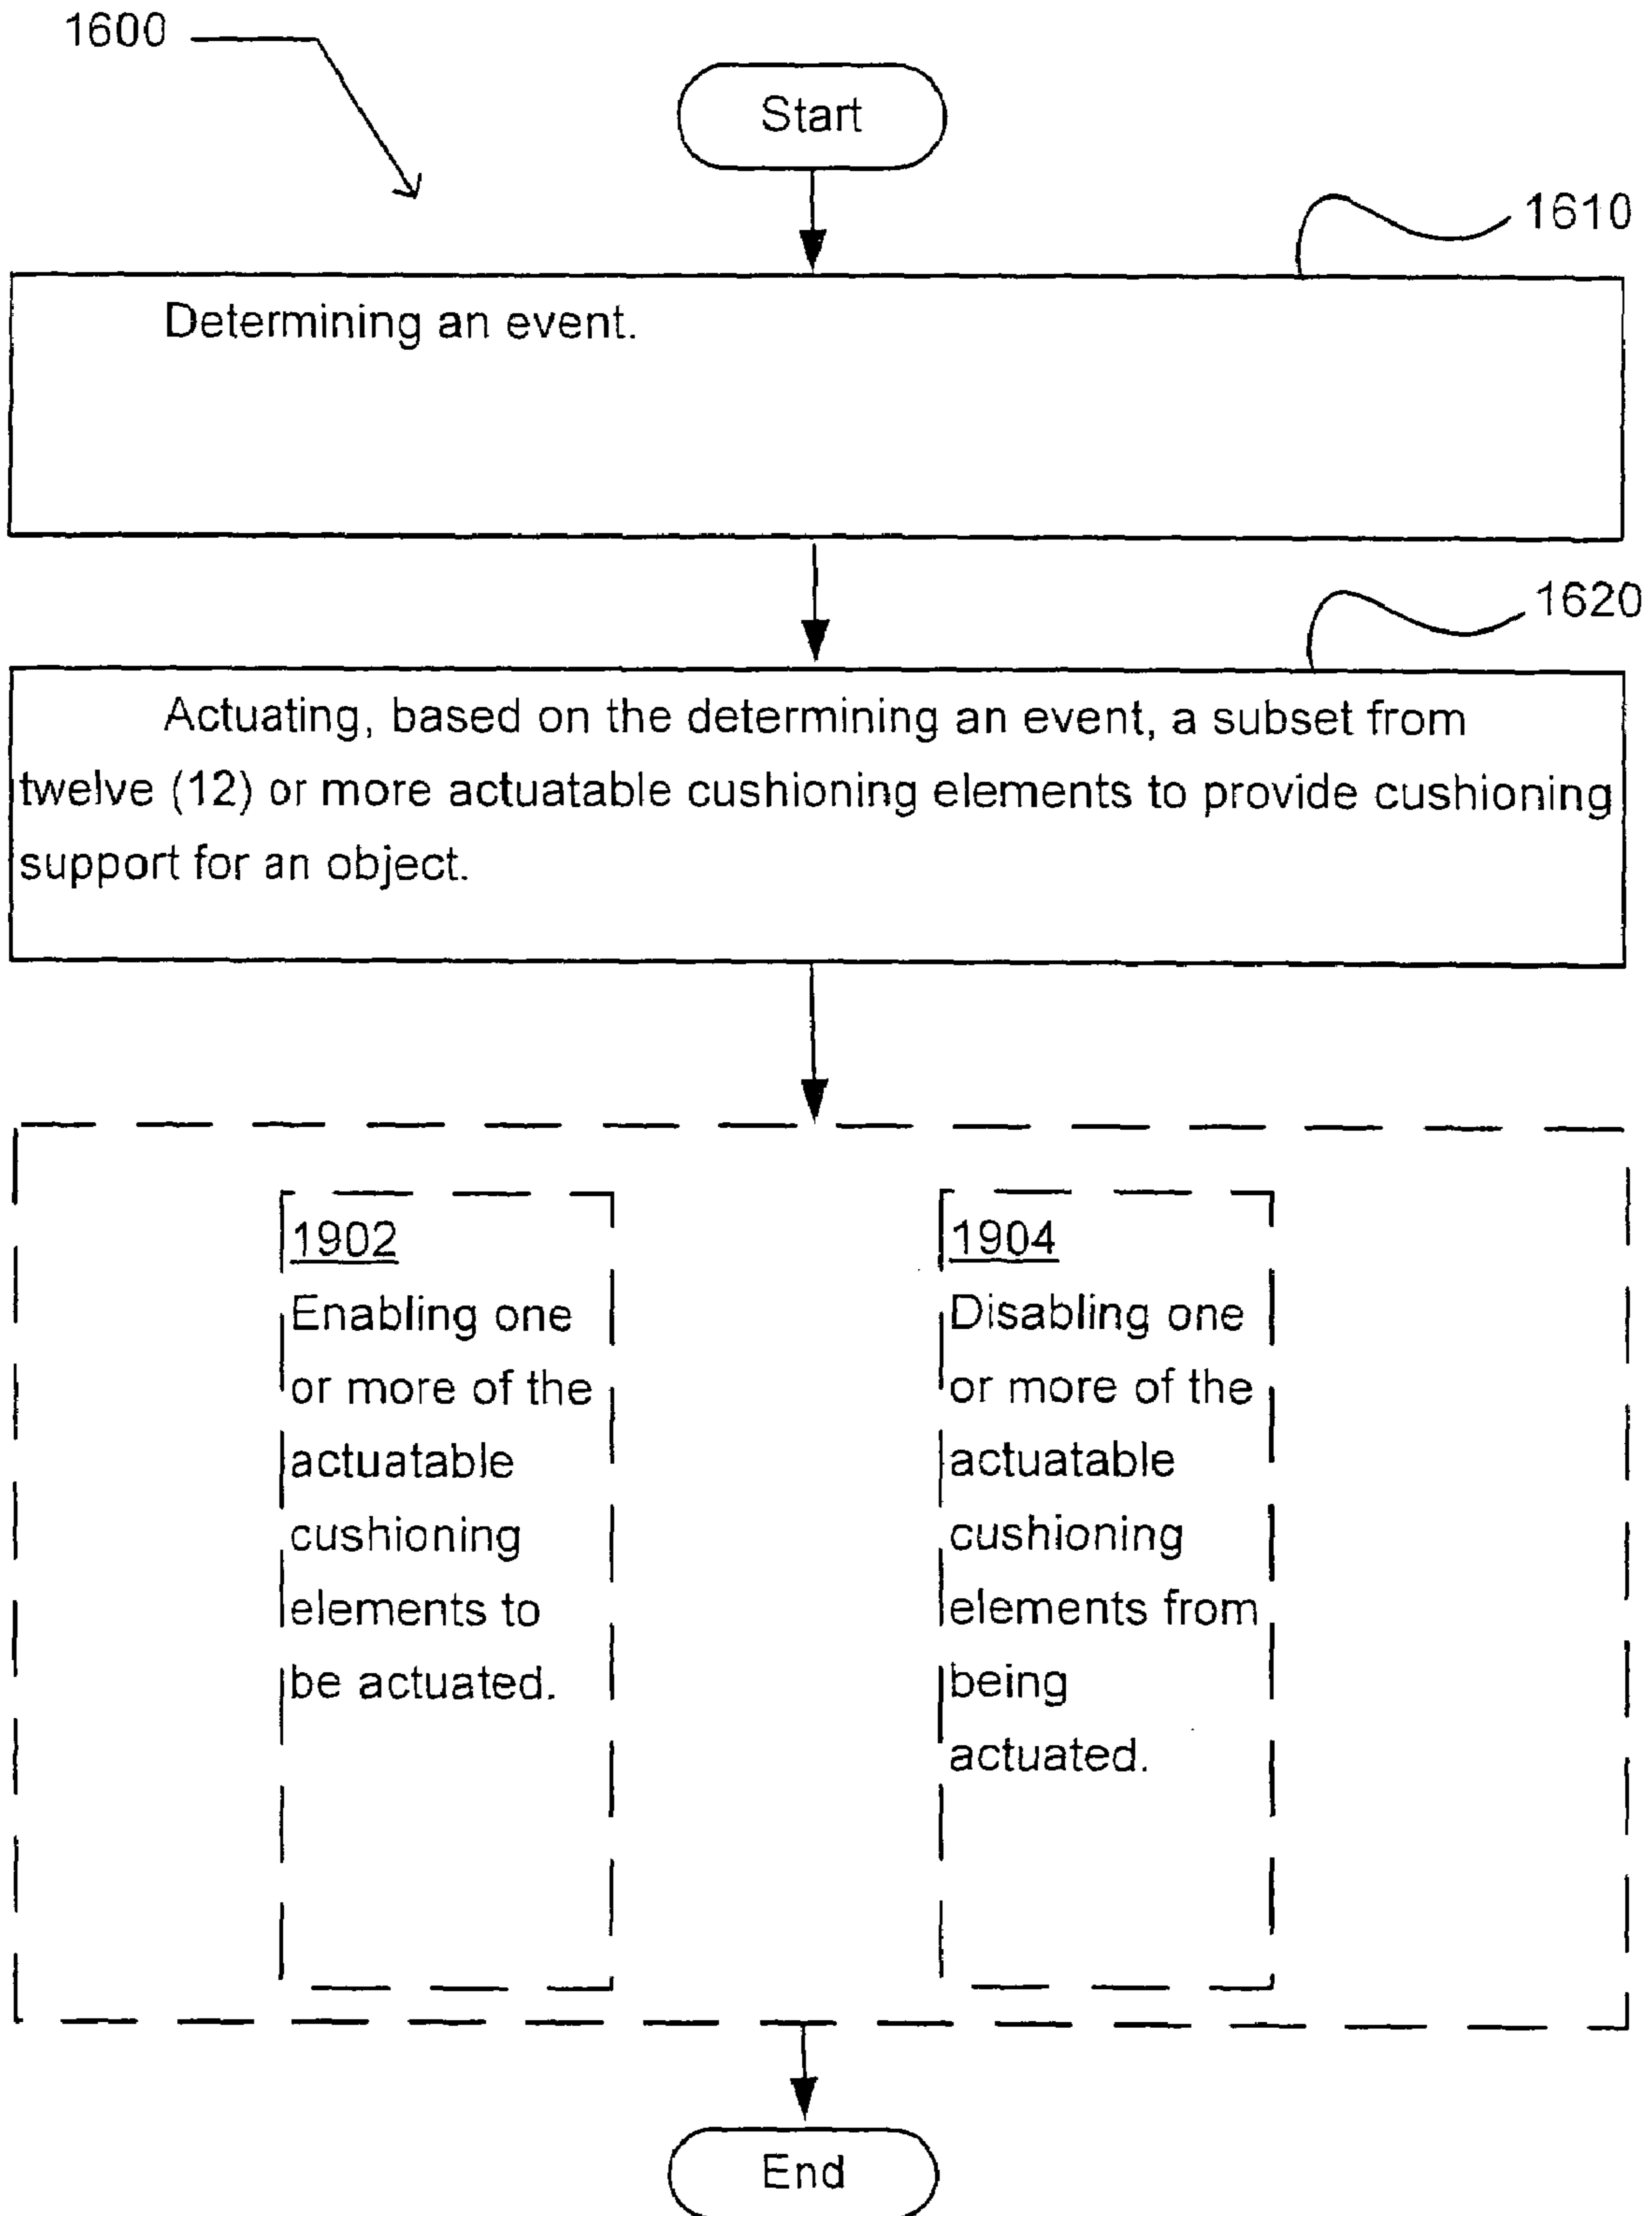 1600
Start
1610
Determining an event.
1620
Actuating, based on the determining an event, a subset from
twelve (12) or more actuatable cushioning elements to provide cushioning
support for an object.
1902
Enabling one
or more of the
actuatable
cushioning
elements to
be actuated.
1904
Disabling one
or more of the
actuatable
cushioning
elements from
being
actuated.
End